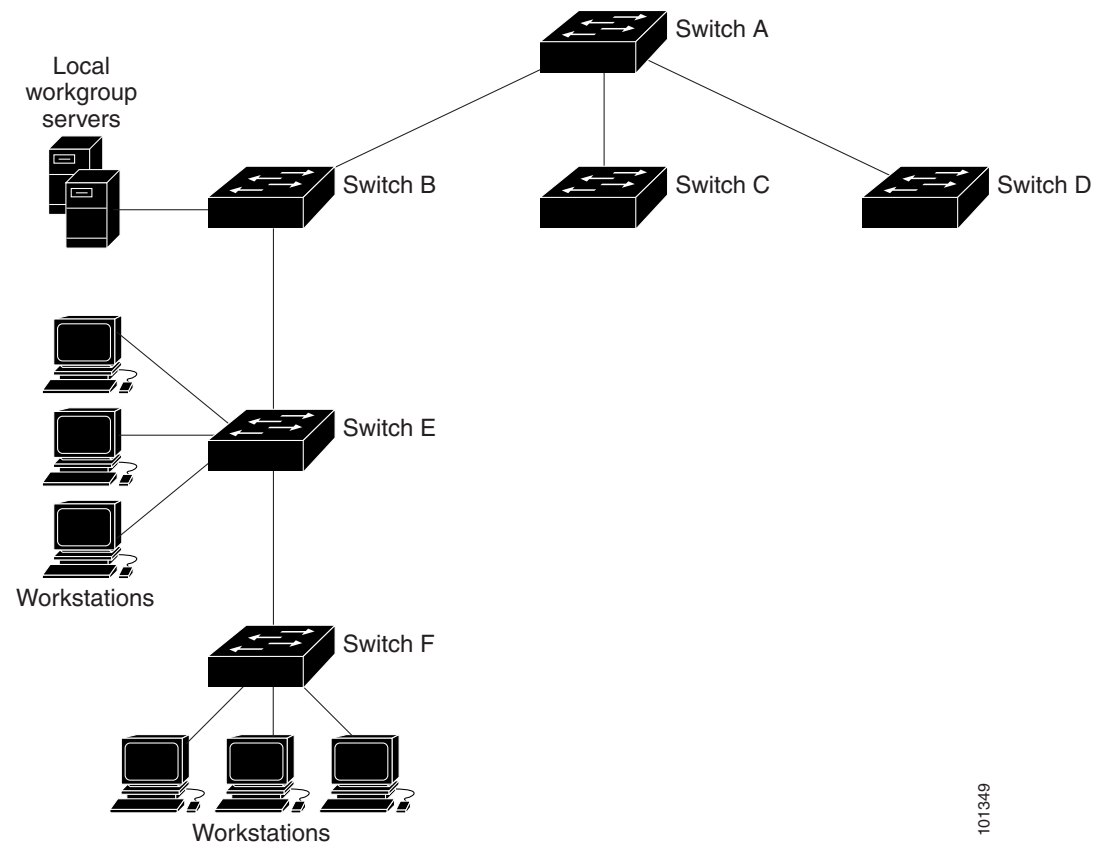 Switch A
Local
workgroup
servers
Switch B
Switch C
Switch D
Switch E
Workstations
Switch F
Workstations
101349